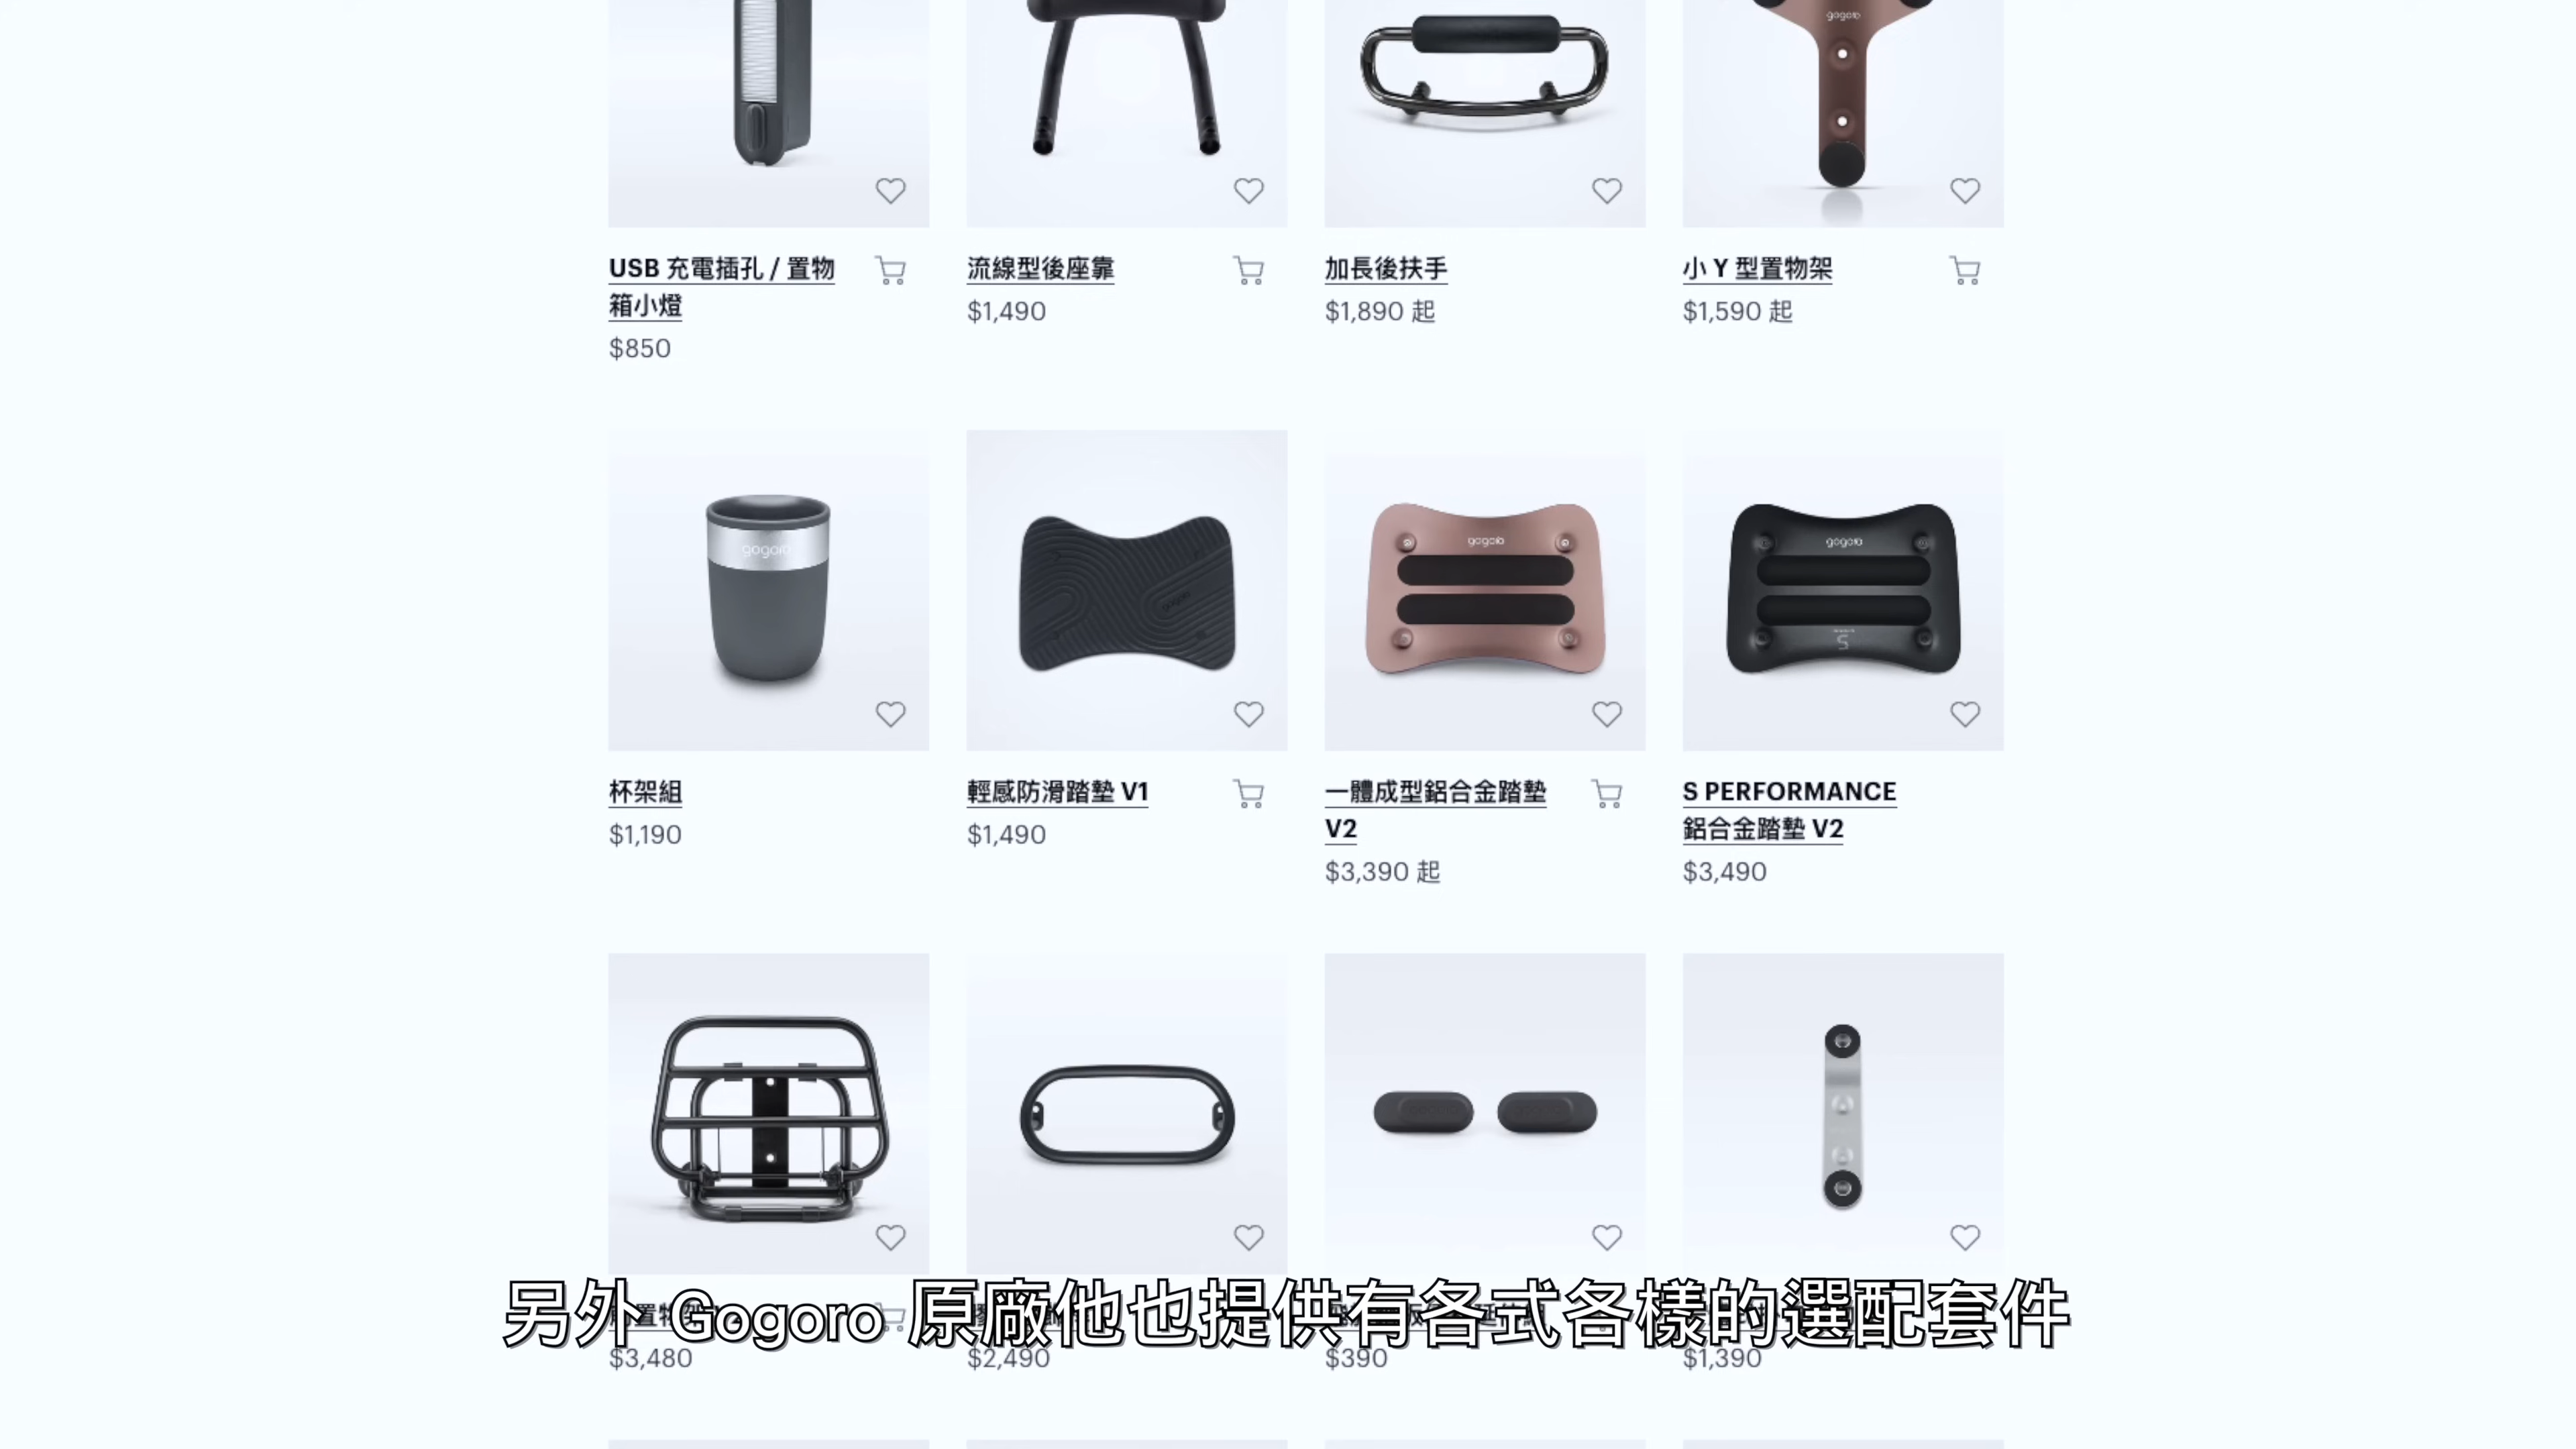 gogoro
USB 充電插孔 / 置物
箱小燈
$850
流線型後座靠
$1,490
加長後扶手
$1,890 起
小 Y 型置物架
$1,590 起
gogoro
gogoro
gogoro
gogoro
S
杯架組
$1,190
輕感防滑踏墊 V1
$1,490
一體成型鋁合金踏墊
V2
$3,390 起
S PERFORMANCE
鋁合金踏墊 V2
$3,490
另外 Gogoro 原廠他也提供有各式各樣的選配套件
$3,480
$2,490
$390
$1,390